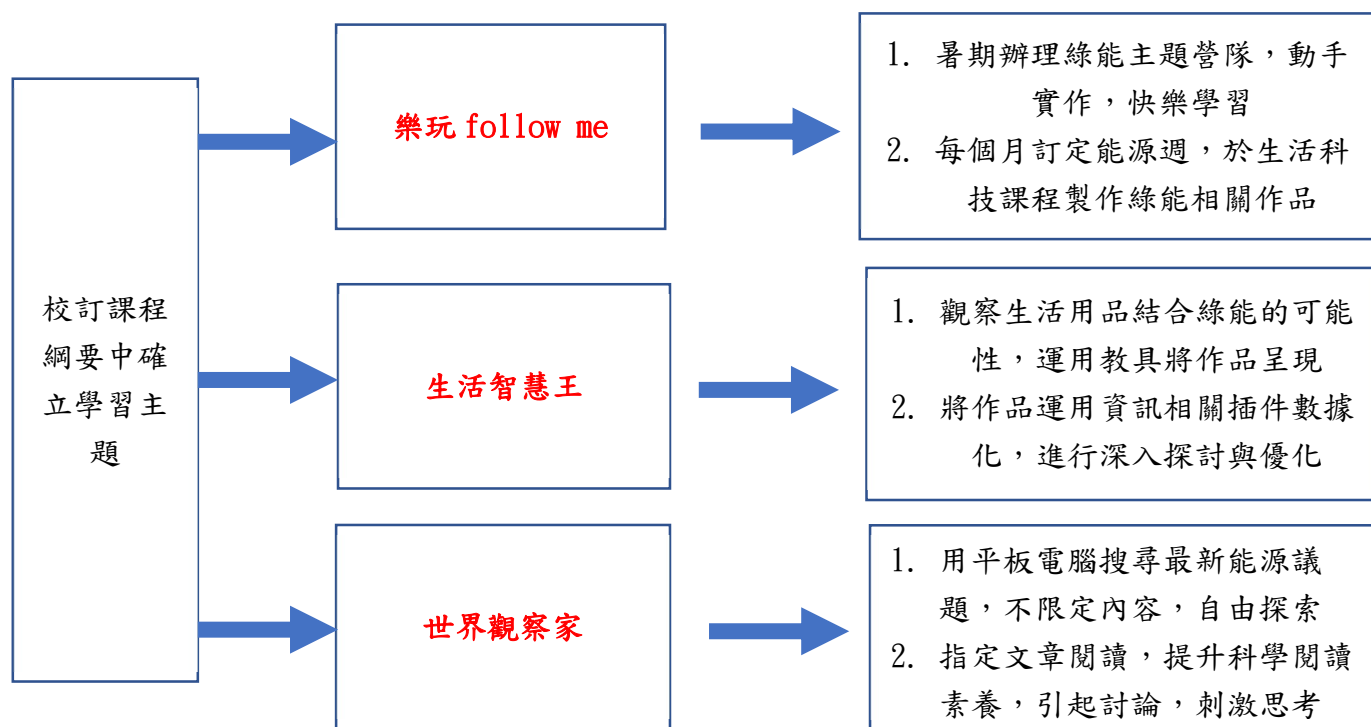 校訂課程
綱要中確
立學習主
題
樂玩 follow me
1. 暑期辦理綠能主題營隊，動手
實作，快樂學習
2. 每個月訂定能源週，於生活科
技課程製作綠能相關作品
生活智慧王
1. 觀察生活用品結合綠能的可能
性，運用教具將作品呈現
2. 將作品運用資訊相關插件數據
化，進行深入探討與優化
世界觀察家
1. 用平板電腦搜尋最新能源議
題，不限定內容，自由探索
2. 指定文章閱讀，提升科學閱讀
素養，引起討論，刺激思考